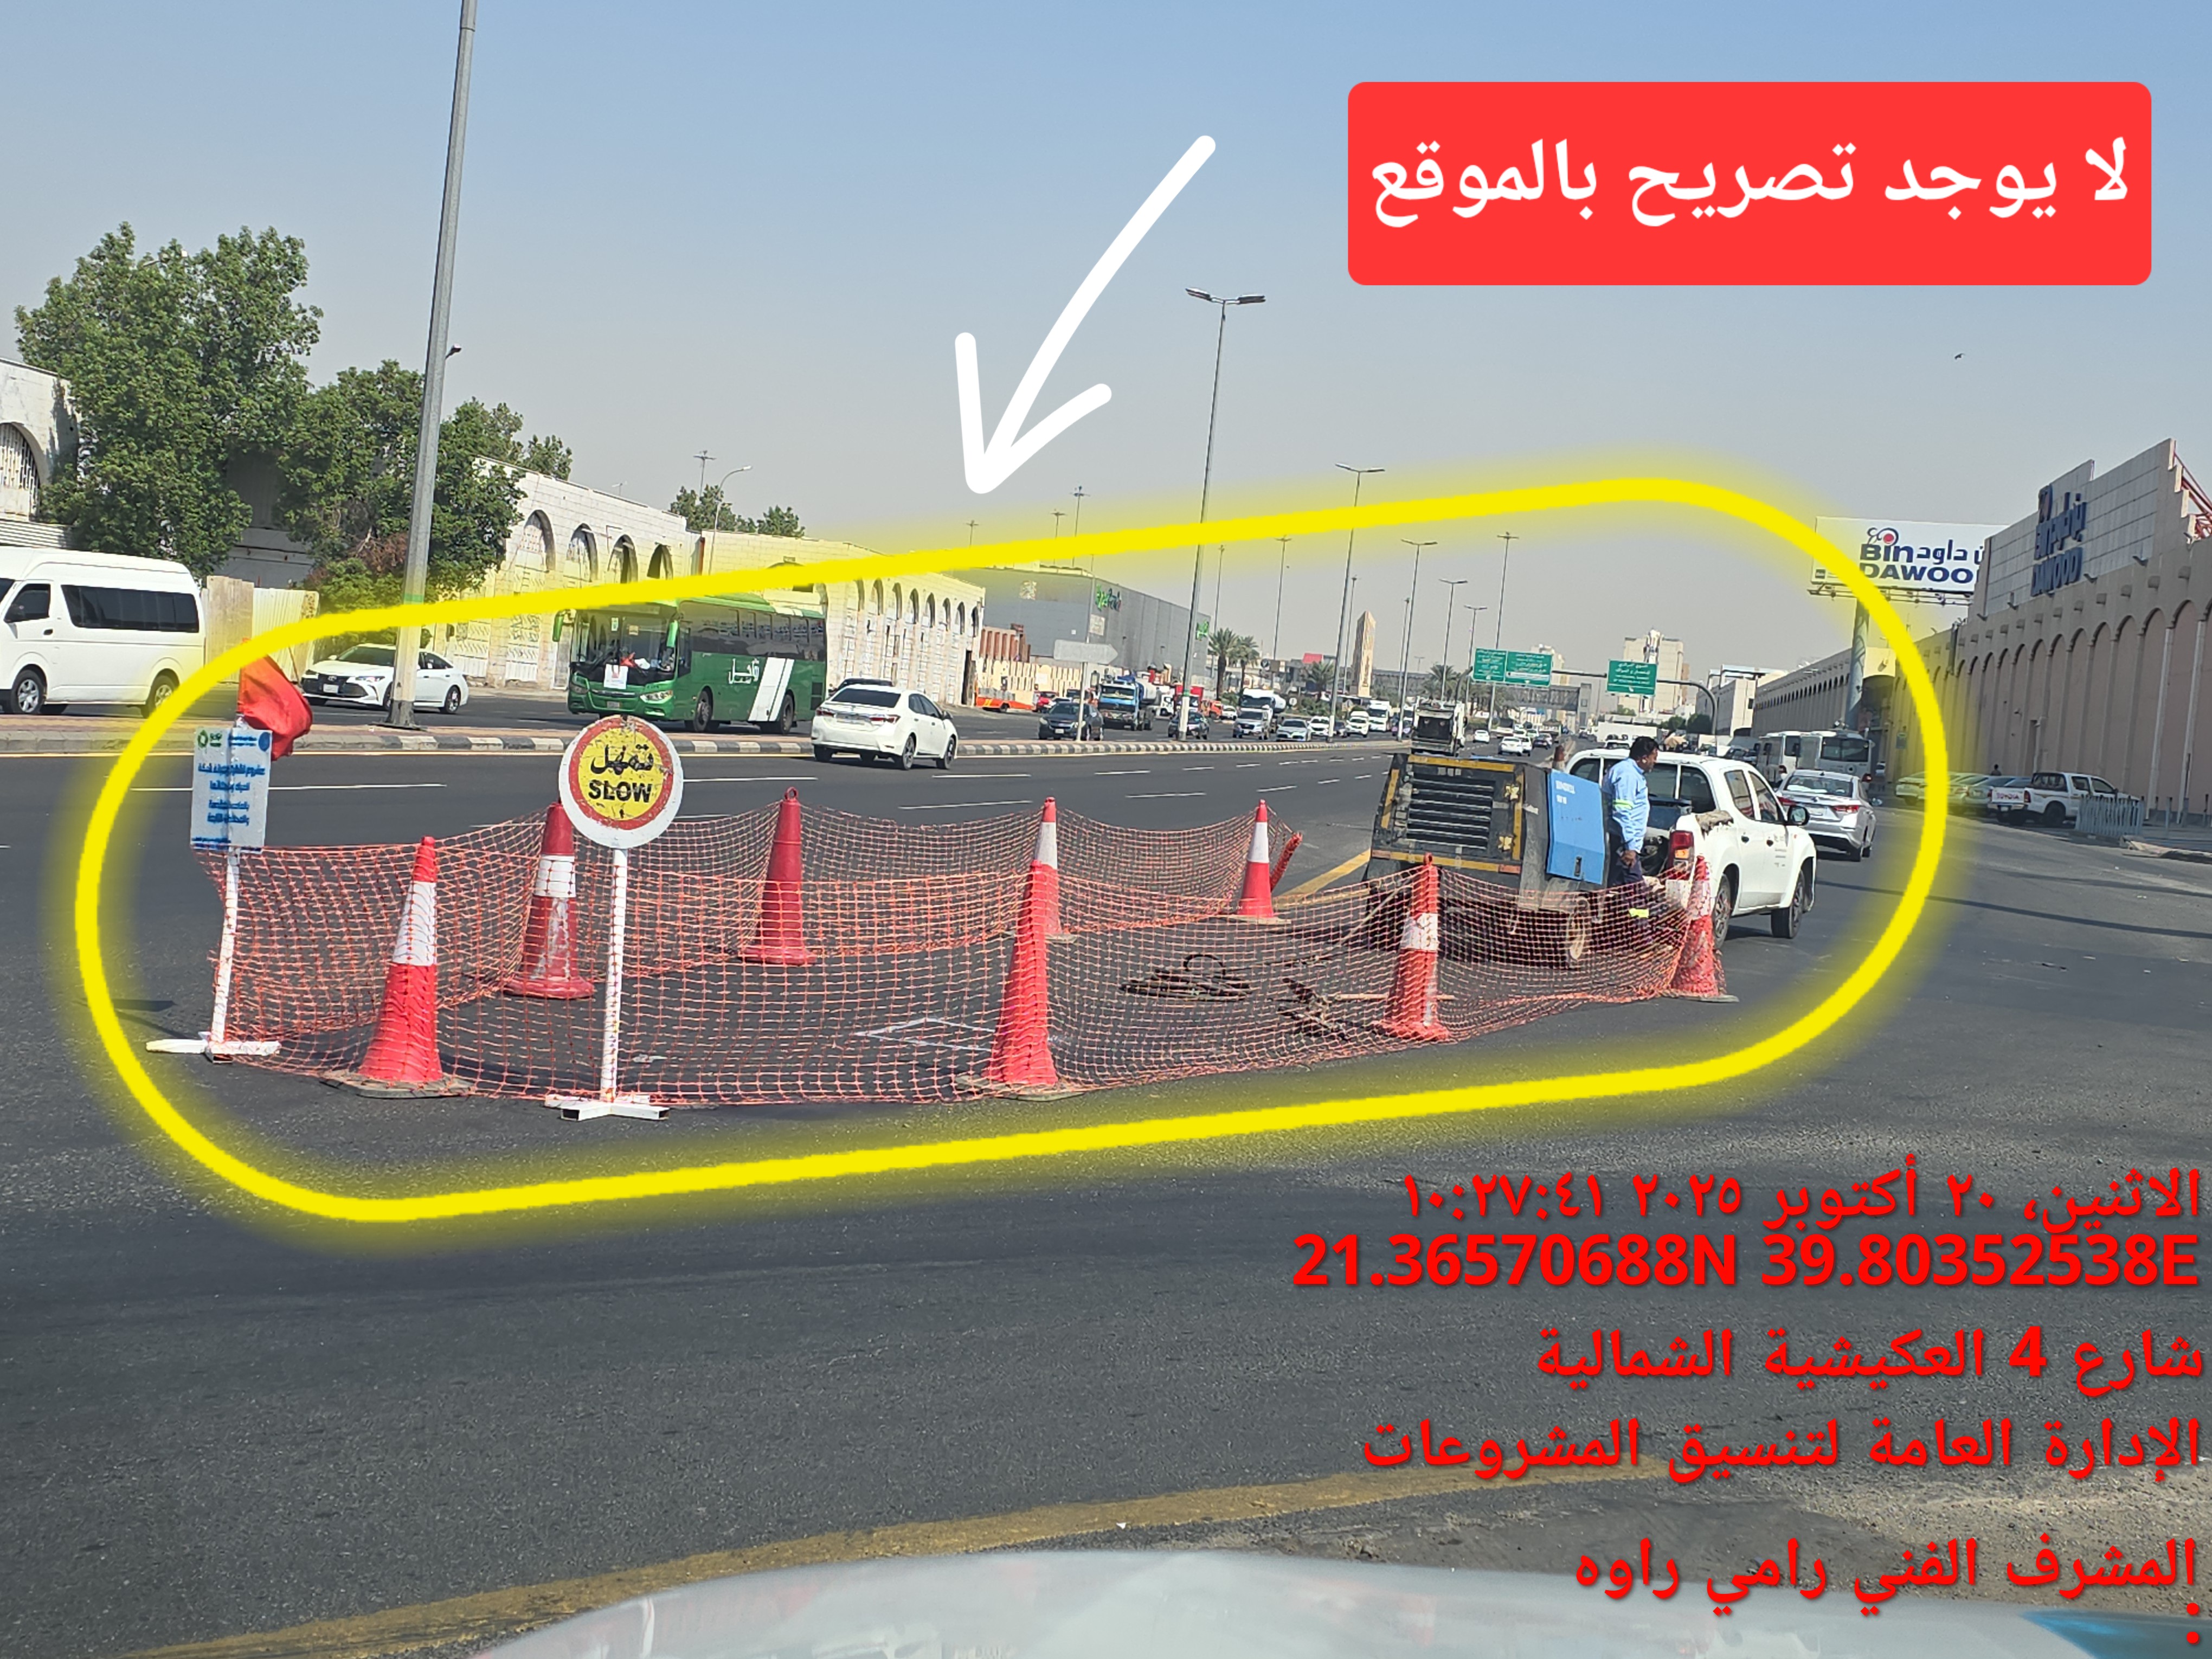 لا يوجد تصريح بالموقع
بن داود
Bin
DAWOOD
تمهل
SLOW
الاثنين، ٢٠ أكتوبر ٢٠٢٥ ١٠:٢٧:٤١
21.36570688N 39.80352538E
شارع 4 العكيشية الشمالية
الإدارة العامة لتنسيق المشروعات
المشرف الفني رامي راوه